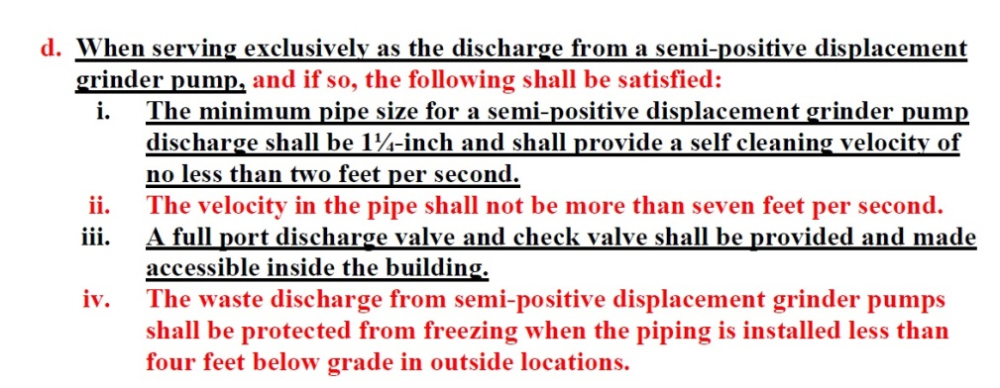 d. When serving exclusively as the discharge from a semi-positive displacement
grinder pump, and if so, the following shall be satisfied:
i. The minimum pipe size for a semi-positive displacement grinder pump
discharge shall be 1¼-inch and shall provide a self cleaning velocity of
no less than two feet per second.
ii. The velocity in the pipe shall not be more than seven feet per second.
iii. A full port discharge valve and check valve shall be provided and made
accessible inside the building.
iv. The waste discharge from semi-positive displacement grinder pumps
shall be protected from freezing when the piping is installed less than
four feet below grade in outside locations.